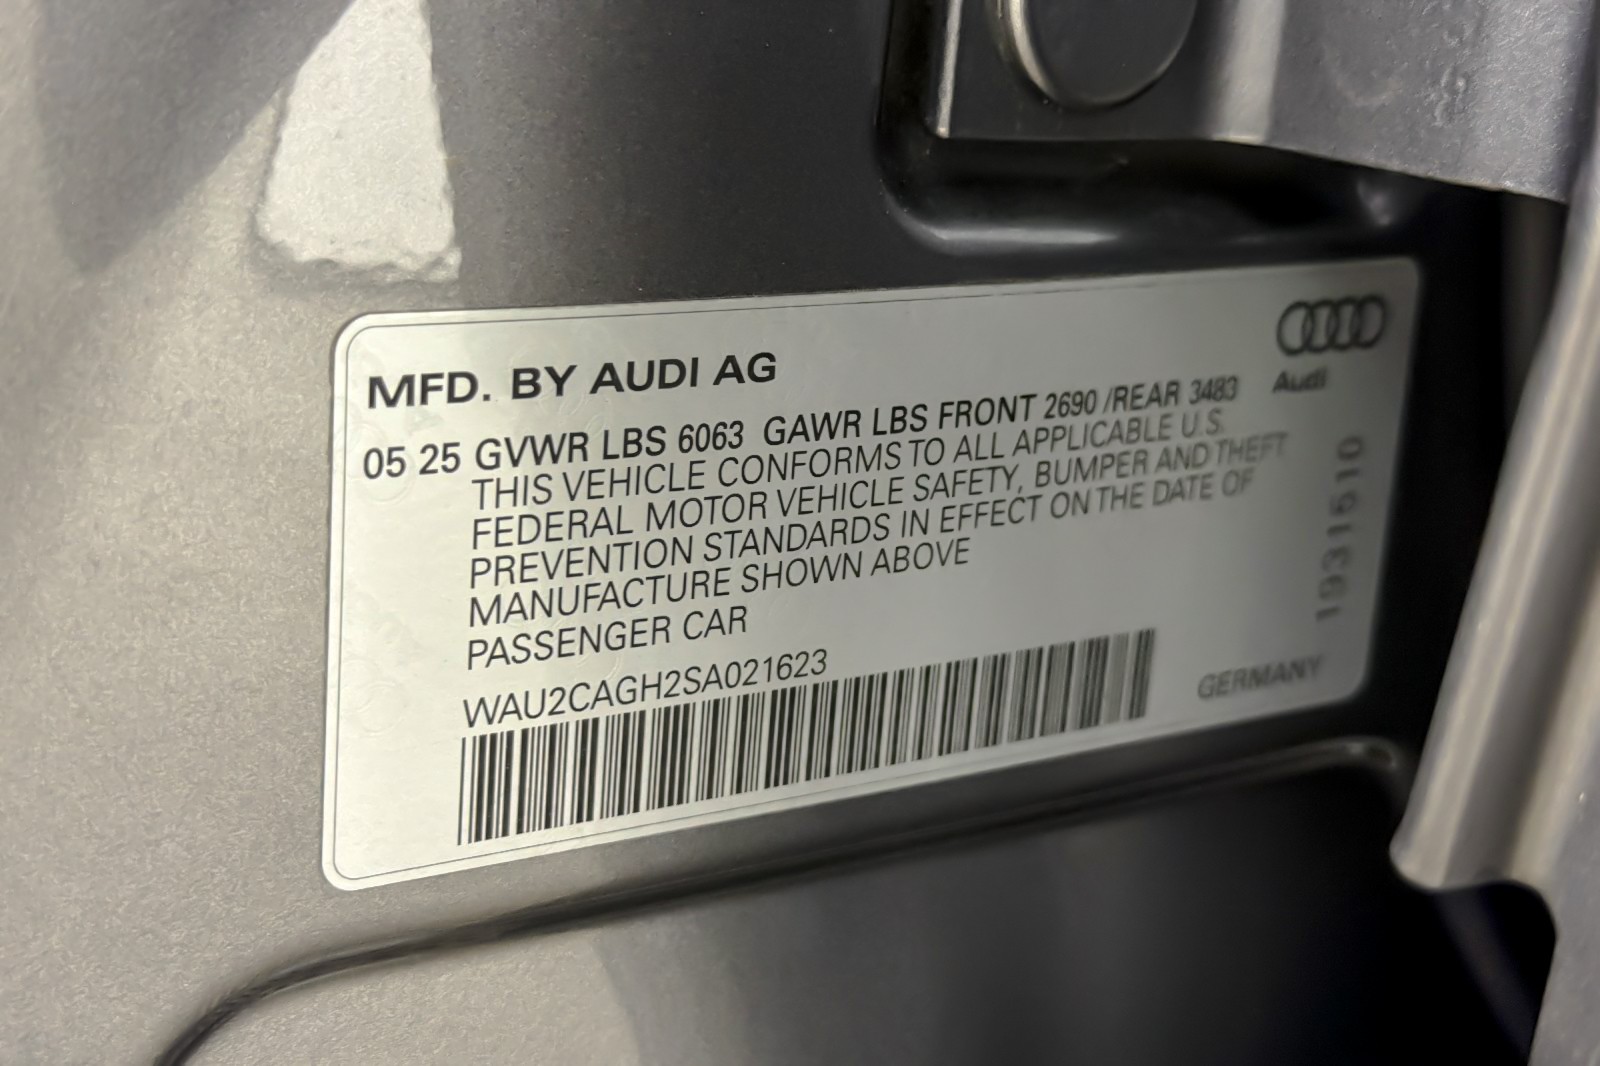 MFD. BY AUDI AG
Audi
05 25 GVWR LBS 6063 GAWR LBS FRONT 2690 /REAR 3483
THIS VEHICLE CONFORMS TO ALL APPLICABLE U.S.
FEDERAL MOTOR VEHICLE SAFETY, BUMPER AND THEFT
PREVENTION STANDARDS IN EFFECT ON THE DATE OF
MANUFACTURE SHOWN ABOVE
PASSENGER CAR
WAU2CAGH2SA021623
GERMANY